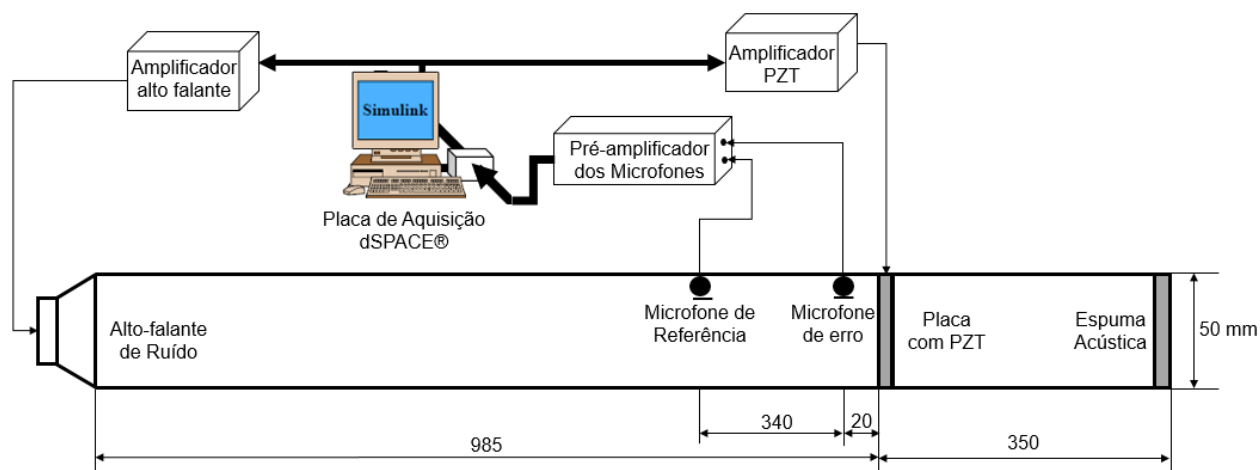 Amplificador
alto falante
Amplificador
PZT
Simulink
Pré-amplificador
dos Microfones
Placa de Aquisição
dSPACE®
Alto-falante
de Ruído
Microfone de
Referência
Microfone
de erro
Placa
com PZT
Espuma
Acústica
50 mm
340
20
985
350